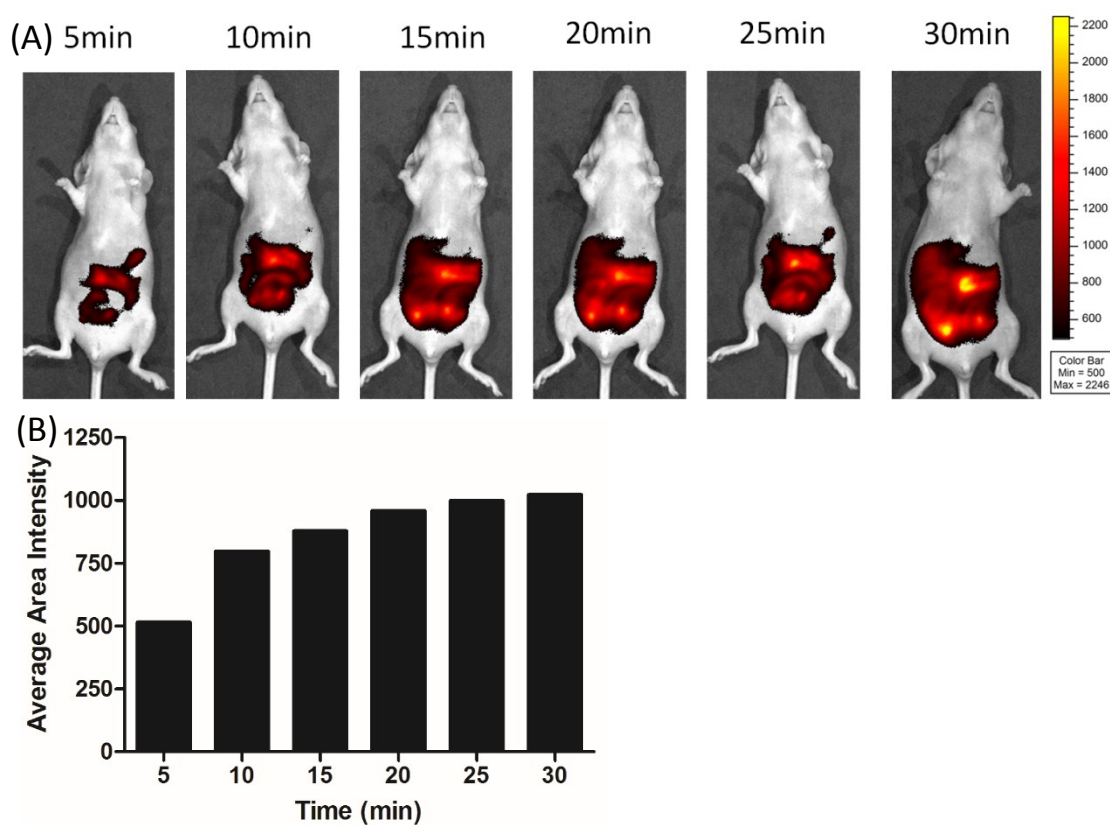 (A) 5min 10min 15min 20min 25min 30min
2200
2000
1800
1600
1400
1200
1000
800
600
Color Bar
Min = 500
Max = 2246
(B)
Average Area Intensity
1250
1000
750
500
250
0
5 10 15 20 25 30
Time (min)